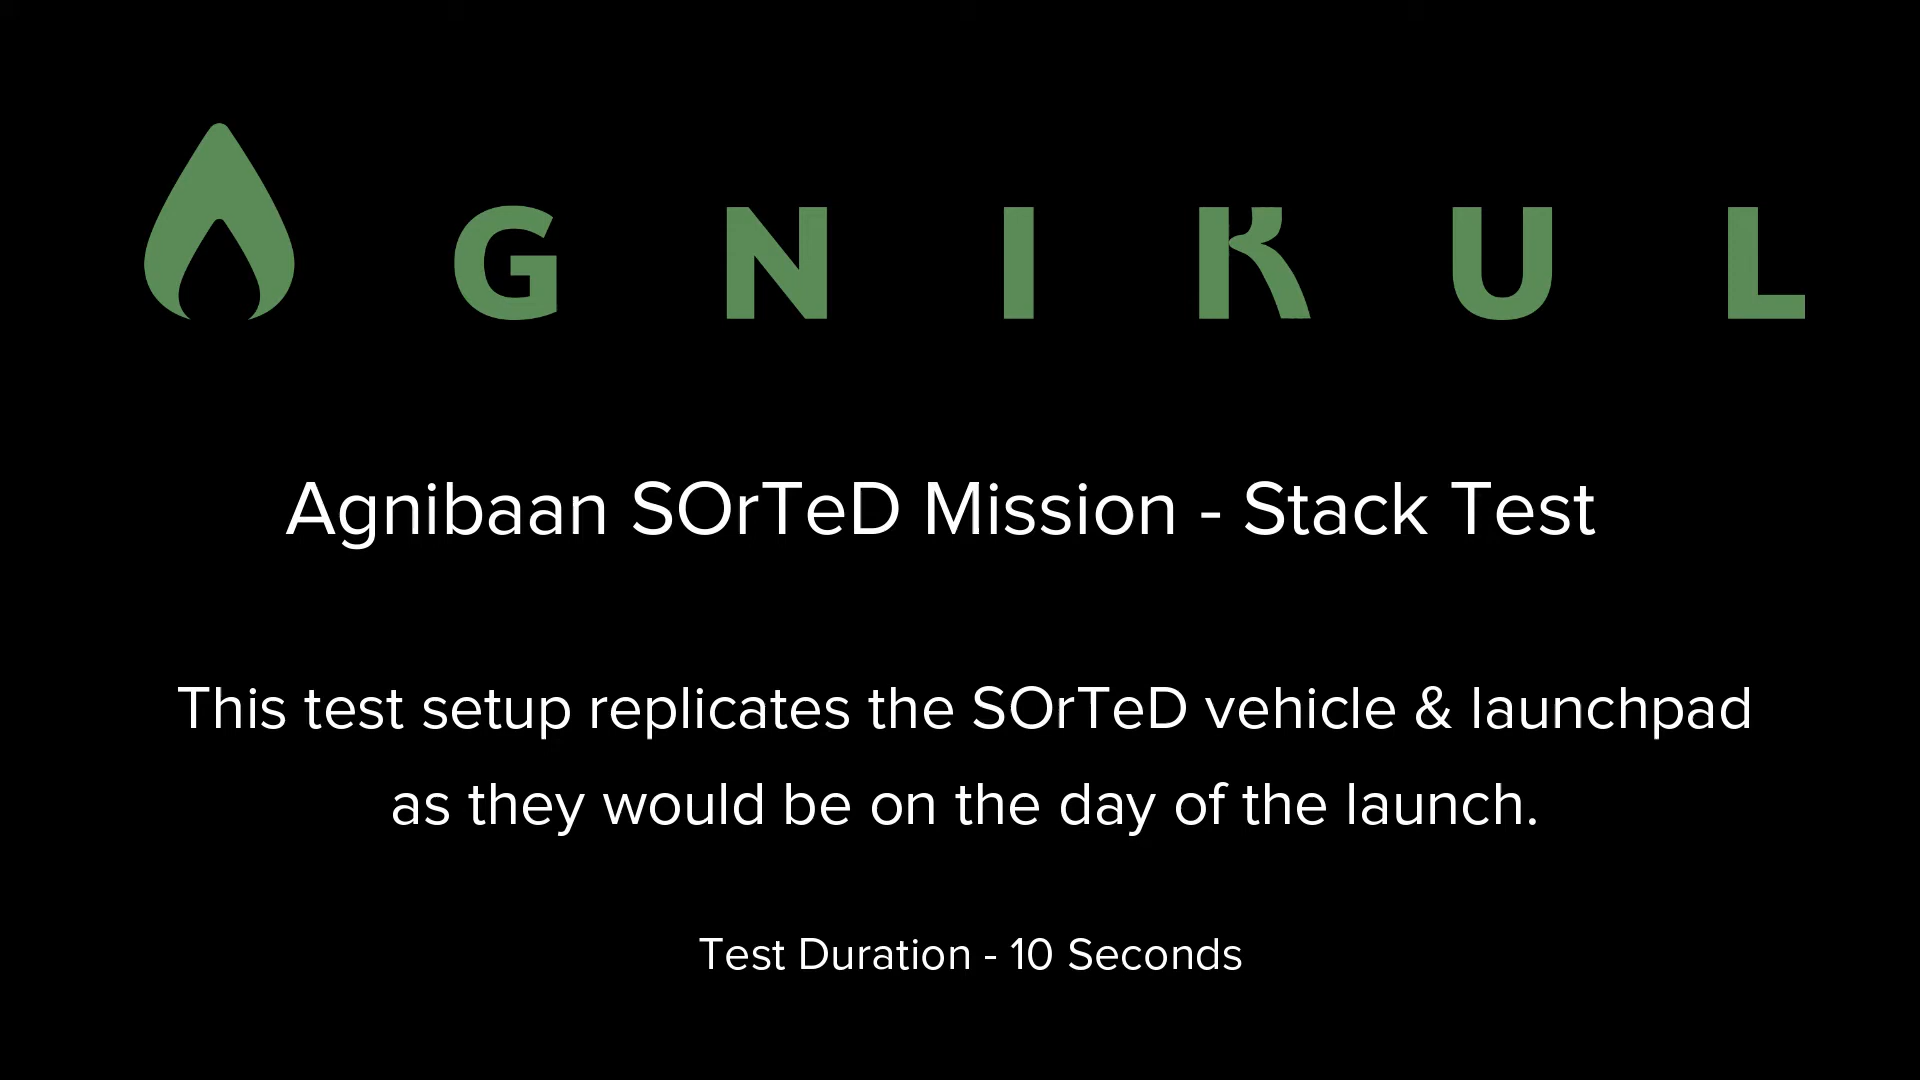 AGNIKUL
Agnibaan SOrTeD Mission - Stack Test
This test setup replicates the SOrTeD vehicle & launchpad
as they would be on the day of the launch.
Test Duration - 10 Seconds